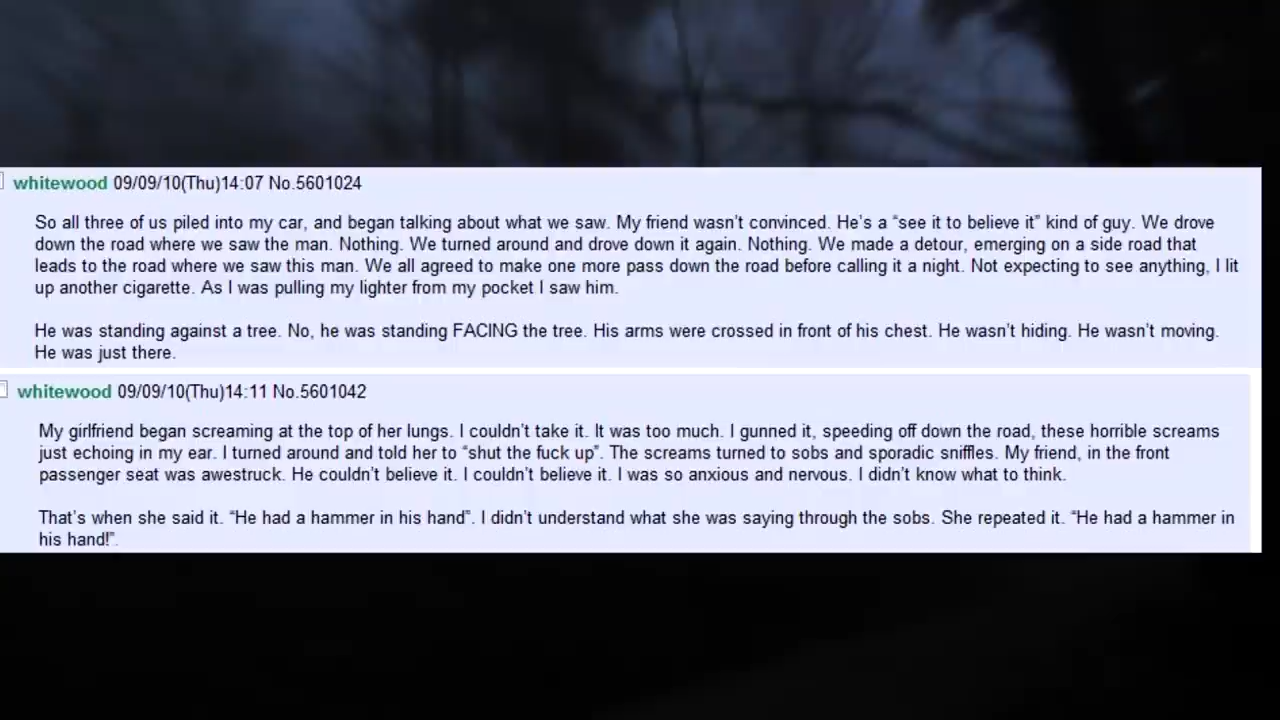 whitewood 09/09/10(Thu)14:07 No.5601024
So all three of us piled into my car, and began talking about what we saw. My friend wasn't convinced. He's a “see it to believe it” kind of guy. We drove
down the road where we saw the man. Nothing. We turned around and drove down it again. Nothing. We made a detour, emerging on a side road that
leads to the road where we saw this man. We all agreed to make one more pass down the road before calling it a night. Not expecting to see anything, I lit
up another cigarette. As I was pulling my lighter from my pocket I saw him.
He was standing against a tree. No, he was standing FACING the tree. His arms were crossed in front of his chest. He wasn't hiding. He wasn't moving.
He was just there.
whitewood 09/09/10(Thu)14:11 No.5601042
My girlfriend began screaming at the top of her lungs. I couldn't take it. It was too much. I gunned it, speeding off down the road, these horrible screams
just echoing in my ear. I turned around and told her to “shut the fuck up”. The screams turned to sobs and sporadic sniffles. My friend, in the front
passenger seat was awestruck. He couldn't believe it. I couldn't believe it. I was so anxious and nervous. I didn't know what to think.
That's when she said it. “He had a hammer in his hand”. I didn't understand what she was saying through the sobs. She repeated it. “He had a hammer in
his hand!”.